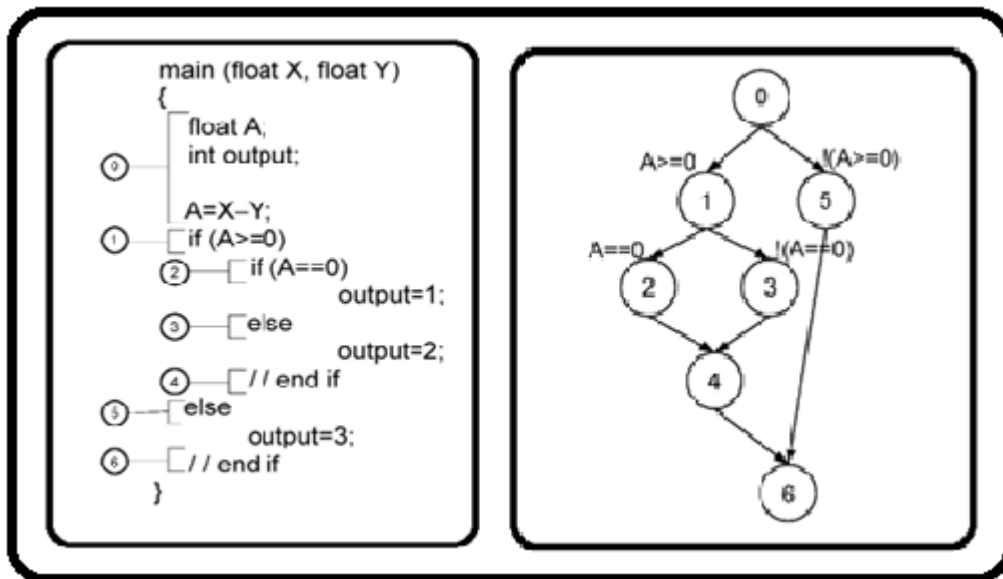 main (float X, float Y)
{
float A;
int output;
0
A=X–Y;
1 if (A>=0)
2 if (A==0)
output=1;
3 else
output=2;
4 // end if
5 else
output=3;
6 // end if
}
0
A>=0 !(A>=0)
1 5
A==0 !(A==0)
2 3
4
6